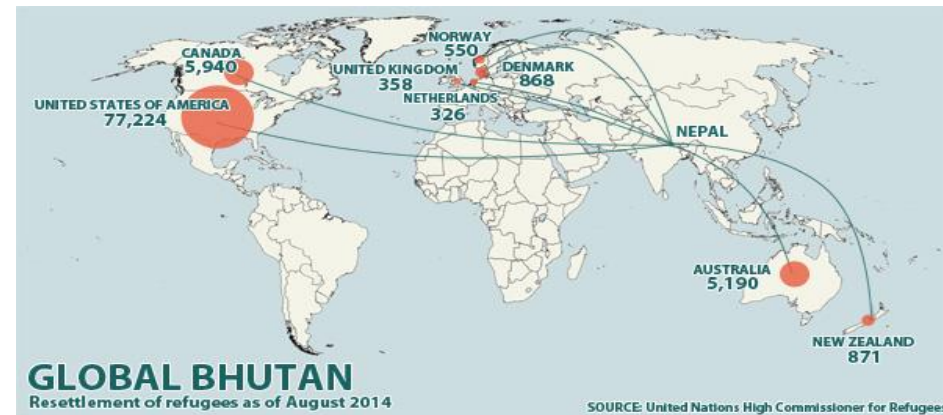 NORWAY
550
CANADA
5,940
UNITED KINGDOM
358
DENMARK
868
NETHERLANDS
326
UNITED STATES OF AMERICA
77,224
NEPAL
AUSTRALIA
5,190
NEW ZEALAND
871
GLOBAL BHUTAN
Resettlement of refugees as of August 2014
SOURCE: United Nations High Commissioner for Refugees